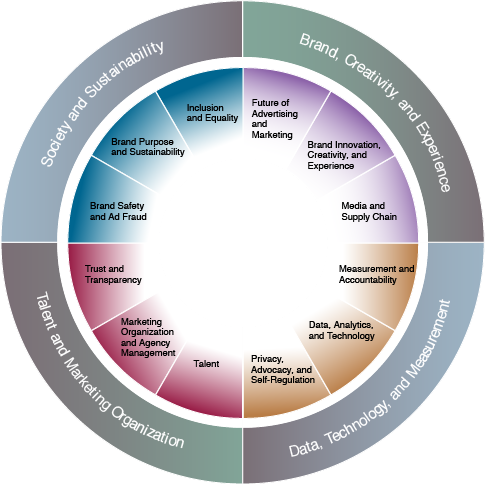 Society and Sustainability
Brand, Creativity, and Experience
Inclusion
and Equality
Future of
Advertising
and
Marketing
Brand Purpose
and Sustainability
Brand Innovation,
Creativity, and
Experience
Brand Safety
and Ad Fraud
Media and
Supply Chain
Trust and
Transparency
Measurement and
Accountability
Marketing
Organization
and Agency
Management
Data, Analytics,
and Technology
Talent
Privacy,
Advocacy, and
Self-Regulation
Talent and Marketing Organization
Data, Technology, and Measurement